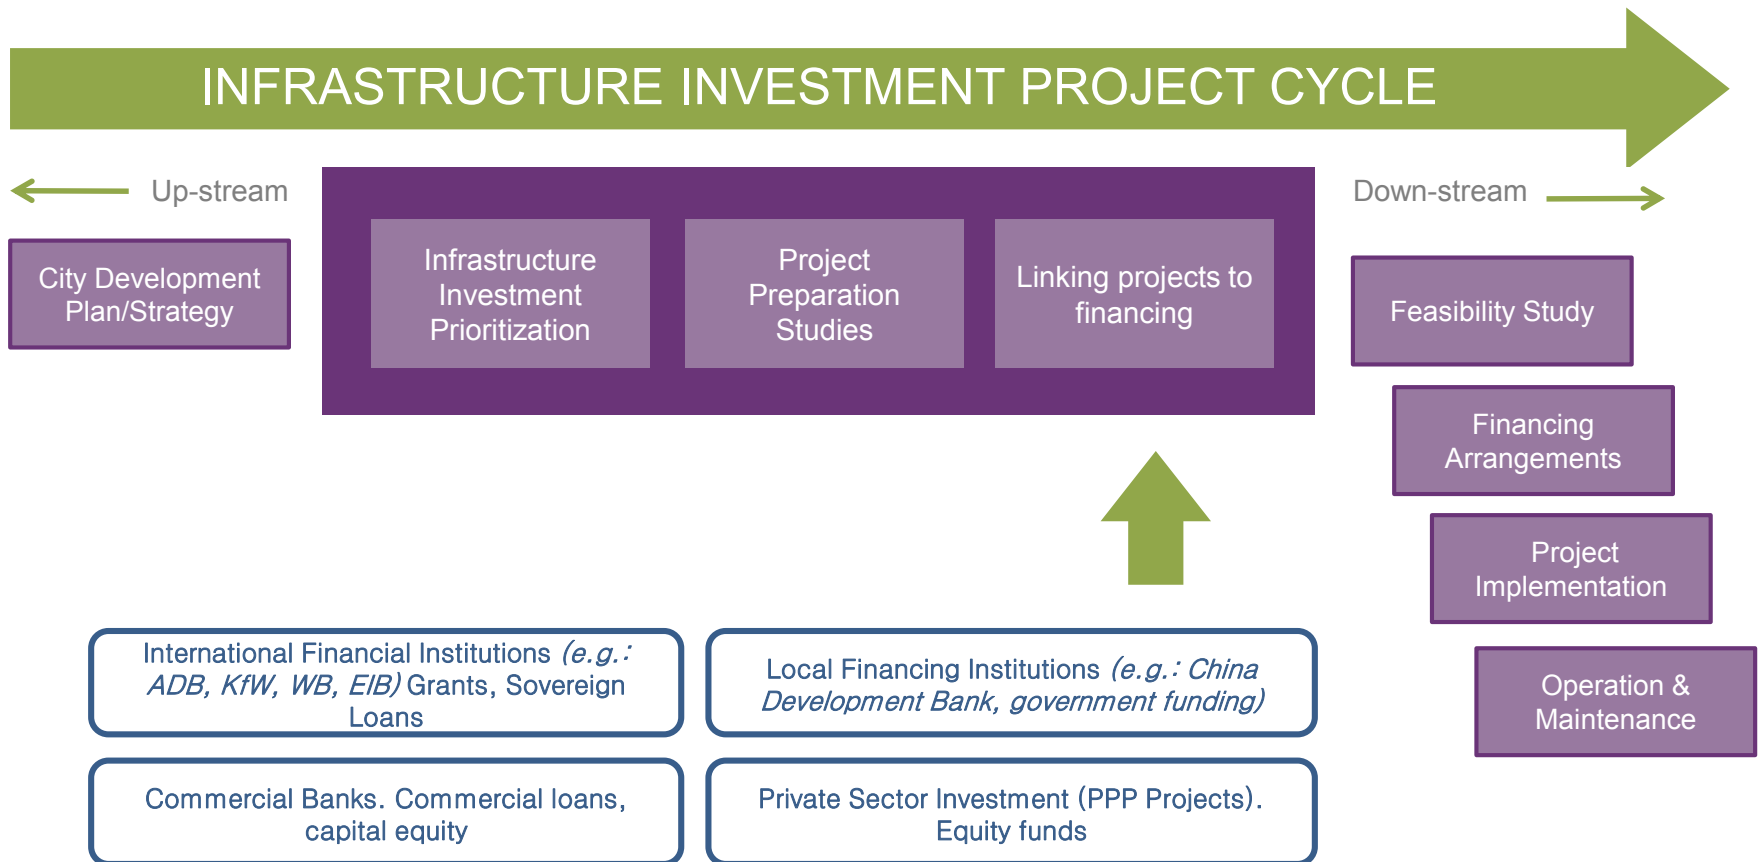 INFRASTRUCTURE INVESTMENT PROJECT CYCLE
Up-stream
Down-stream
City Development
Plan/Strategy
Infrastructure
Investment
Prioritization
Project
Preparation
Studies
Linking projects to
financing
Feasibility Study
Financing
Arrangements
Project
Implementation
Operation &
Maintenance
International Financial Institutions (e.g.:
ADB, KfW, WB, EIB) Grants, Sovereign
Loans
Local Financing Institutions (e.g.: China
Development Bank, government funding)
Commercial Banks. Commercial loans,
capital equity
Private Sector Investment (PPP Projects).
Equity funds